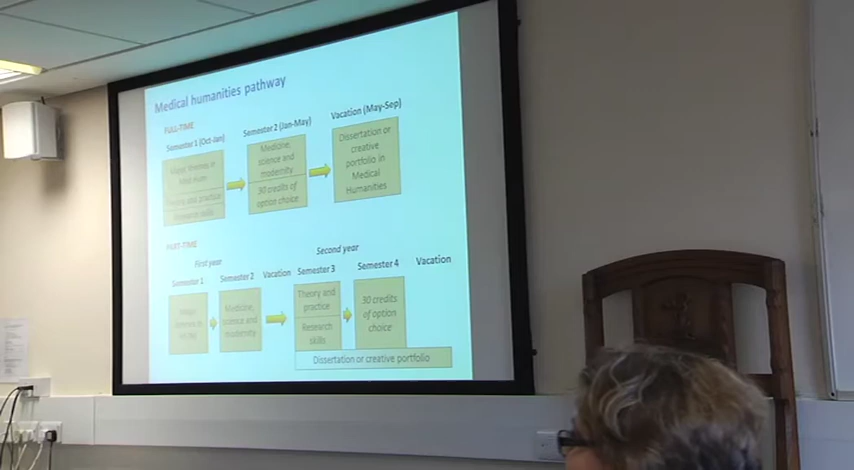 Medical humanities pathway
FULL-TIME
Semester 1 (Oct-Jan)
Semester 2 (Jan-May)
Vacation (May-Sep)
Major themes in
Theory and practice
Research skills
Medicine,
science and
modernity
30 credits of
option choice
Dissertation or
creative
portfolio in
Medical
Humanities
PART-TIME
First year
Second year
Semester 1
Semester 2
Vacation
Semester 3
Semester 4
Vacation
Medicine,
science and
modernity
Theory and
practice
Research
skills
30 credits
of option
choice
Dissertation or creative portfolio